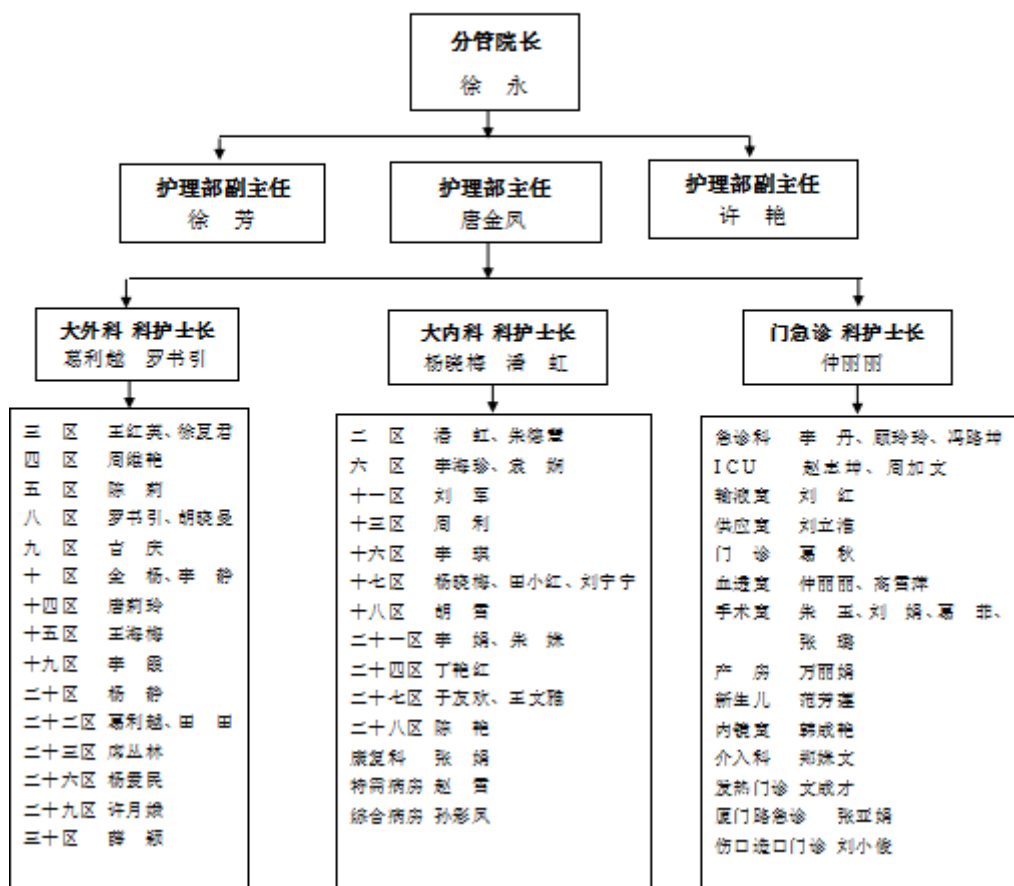 分管院长
徐 永
护理部副主任
徐 芳
护理部主任
唐金凤
护理部副主任
许 艳
大外科 科护士长
葛利越 罗书引
大内科 科护士长
杨晓梅 潘 虹
门急诊 科护士长
仲丽丽
三 区 王红英、徐夏君
四 区 周维艳
五 区 陈 莉
八 区 罗书引、胡晓曼
九 区 吉 庆
十 区 金 杨、李 静
十四区 唐莉玲
十五区 王海梅
十九区 李 霞
二十区 杨 静
二十二区 葛利越、田 田
二十三区 席丛林
二十六区 杨爱民
二十九区 许月娥
三十区 薛 颖
二 区 潘 虹、朱德慧
六 区 李海珍、袁 娴
十一区 刘 军
十三区 周 利
十六区 李 琪
十七区 杨晓梅、田小红、刘宁宁
十八区 胡 雪
二十一区 李 娟、朱 姝
二十四区 丁艳红
二十七区 于友欢、王文雅
二十八区 陈 艳
康复科 张 娟
特需病房 赵 雪
综合病房 孙彩凤
急诊科 李 丹、顾玲玲、冯路坤
ICU 赵忠坤、周加文
输液室 刘 红
供应室 刘立浩
门 诊 葛 秋
血透室 仲丽丽、高雪萍
手术室 朱 玉、刘 娟、葛 菲、
张 璐
产 房 万丽娟
新生儿 范芳莲
内镜室 韩成艳
介入科 郑姝文
发热门诊 文成才
厦门路急诊 张亚娟
伤口造口门诊 刘小俊